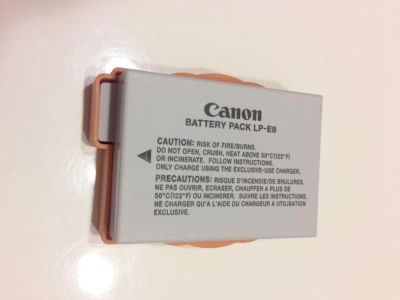 Canon
BATTERY PACK LP-E8
CAUTION: RISK OF FIRE/BURNS.
DO NOT OPEN, CRUSH, HEAT ABOVE 50°C(122°F)
OR INCINERATE. FOLLOW INSTRUCTIONS.
ONLY CHARGE USING THE EXCLUSIVE-USE CHARGER.
PRECAUTIONS: RISQUE D'INCENDIE/DE BRULURES.
NE PAS OUVRIR, ECRASER, CHAUFFER A PLUS DE
50°C(122°F) OU INCINERER. SUIVRE LES INSTRUCTIONS.
NE CHARGER QU'A L'AIDE DU CHARGEUR A UTILISATION
EXCLUSIVE.